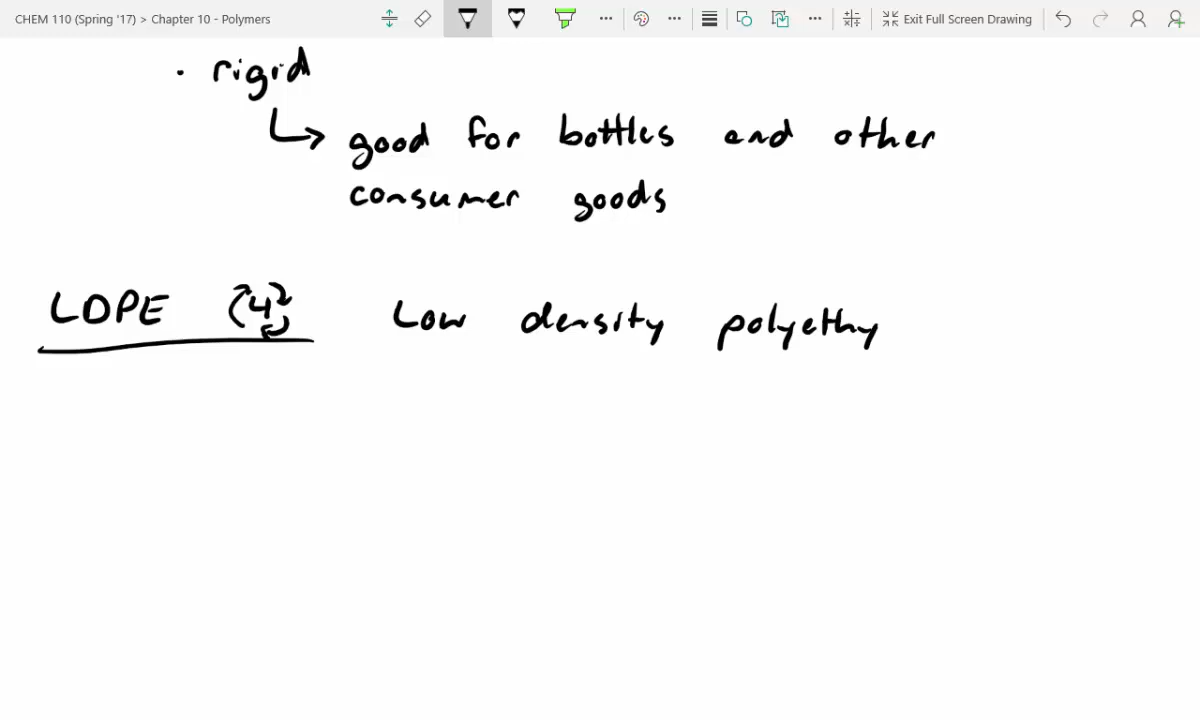 CHEM 110 (Spring '17) > Chapter 10 - Polymers
Exit Full Screen Drawing
· rigid
↳ good for bottles and other
consumer goods
LDPE 4 Low density polyethy